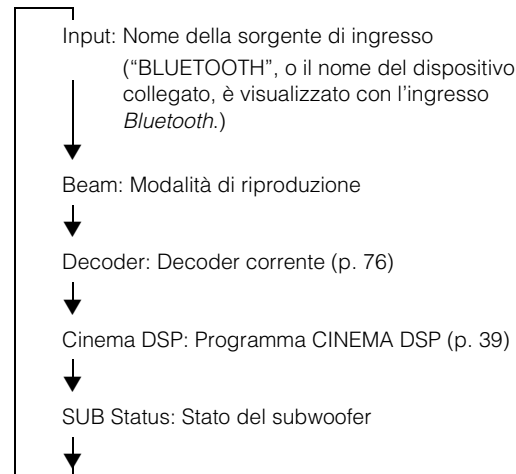 Input: Nome della sorgente di ingresso
(“BLUETOOTH”, o il nome del dispositivo
collegato, è visualizzato con l’ingresso
Bluetooth.)
Beam: Modalità di riproduzione
Decoder: Decoder corrente (p. 76)
Cinema DSP: Programma CINEMA DSP (p. 39)
SUB Status: Stato del subwoofer